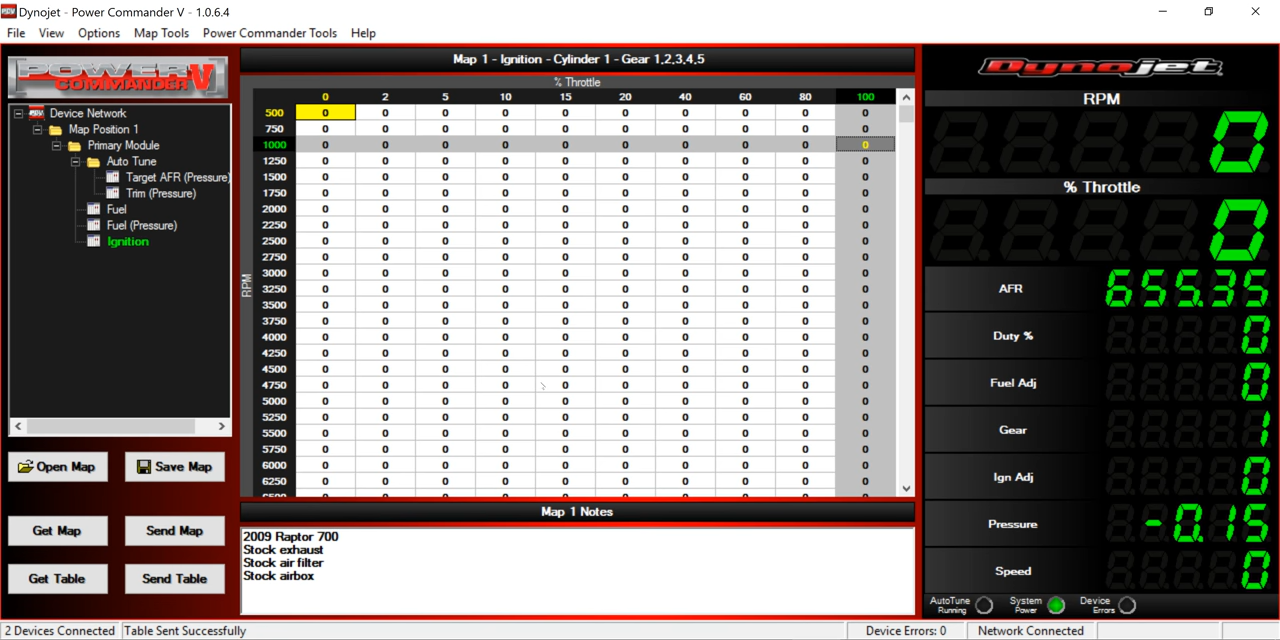 Dynojet - Power Commander V - 1.0.6.4
File View Options Map Tools Power Commander Tools Help
POWER COMMANDER V
Device Network
Map Position 1
Primary Module
Auto Tune
Target AFR (Pressure)
Trim (Pressure)
Fuel
Fuel (Pressure)
Ignition
Open Map Save Map
Get Map Send Map
Get Table Send Table
Map 1 - Ignition - Cylinder 1 - Gear 1,2,3,4,5
% Throttle
0 2 5 10 15 20 40 60 80 100
RPM
500 0 0 0 0 0 0 0 0 0 0
750 0 0 0 0 0 0 0 0 0 0
1000 0 0 0 0 0 0 0 0 0 0
1250 0 0 0 0 0 0 0 0 0 0
1500 0 0 0 0 0 0 0 0 0 0
1750 0 0 0 0 0 0 0 0 0 0
2000 0 0 0 0 0 0 0 0 0 0
2250 0 0 0 0 0 0 0 0 0 0
2500 0 0 0 0 0 0 0 0 0 0
2750 0 0 0 0 0 0 0 0 0 0
3000 0 0 0 0 0 0 0 0 0 0
3250 0 0 0 0 0 0 0 0 0 0
3500 0 0 0 0 0 0 0 0 0 0
3750 0 0 0 0 0 0 0 0 0 0
4000 0 0 0 0 0 0 0 0 0 0
4250 0 0 0 0 0 0 0 0 0 0
4500 0 0 0 0 0 0 0 0 0 0
4750 0 0 0 0 0 0 0 0 0 0
5000 0 0 0 0 0 0 0 0 0 0
5250 0 0 0 0 0 0 0 0 0 0
5500 0 0 0 0 0 0 0 0 0 0
5750 0 0 0 0 0 0 0 0 0 0
6000 0 0 0 0 0 0 0 0 0 0
6250 0 0 0 0 0 0 0 0 0 0
6500 0 0 0 0 0 0 0 0 0 0
Map 1 Notes
2009 Raptor 700
Stock exhaust
Stock air filter
Stock airbox
Dynojet
RPM
0
% Throttle
0
AFR 655.35
Duty % 0
Fuel Adj 0
Gear 1
Ign Adj 0
Pressure -0.15
Speed 0
AutoTune Running System Power Device Errors
2 Devices Connected Table Sent Successfully Device Errors: 0 Network Connected